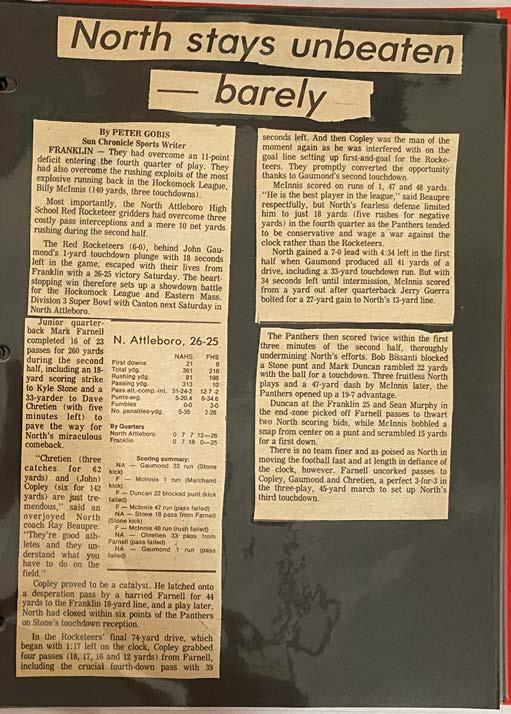 North stays unbeaten
— barely
By PETER GOBIS
Sun Chronicle Sports Writer
FRANKLIN — They had overcome an 11-point
deficit entering the fourth quarter of play. They
had also overcome the rushing exploits of the most
explosive running back in the Hockomock League,
Billy McInnis (140 yards, three touchdowns).
Most importantly, the North Attleboro High
School Red Rocketeer gridders had overcome three
costly pass interceptions and a mere 10 net yards
rushing during the second half.
The Red Rocketeers (6-0), behind John Gau-
mond's 1-yard touchdown plunge with 18 seconds
left in the game, escaped with their lives from
Franklin with a 26-25 victory Saturday. The heart-
stopping win therefore sets up a showdown battle
for the Hockomock League and Eastern Mass.
Division 3 Super Bowl with Canton next Saturday in
North Attleboro.
Junior quarter-
back Mark Farnell
completed 16 of 23
passes for 260 yards
during the second
half, including an 18-
yard scoring strike
to Kyle Stone and a
33-yarder to Dave
Chretien (with five
minutes left) to
pave the way for
North's miraculous
comeback.
"Chretien (three
catches for 62
yards) and (John)
Copley (six for 142
yards) are just tre-
mendous," said an
overjoyed North
coach Ray Beaupre.
"They're good ath-
letes and they un-
derstand what you
have to do on the
field."
N. Attleboro, 26-25
NAHS FHS
First downs 21 8
Total ydg. 361 218
Rushing ydg. 81 198
Passing ydg. 313 10
Pass att.-comp.-int. 31-24-2 12-7-2
Punts-avg. 5-20.4 6-34.6
Fumbles 0-0 3-0
No. penalties-ydg. 5-35 2-26
By Quarters
North Attleboro 0 7 7 12—26
Franklin 0 7 18 0—25
Scoring summary:
NA — Gaumond 33 run (Stone
kick)
F — McInnis 1 run (Marchand
kick)
F — Duncan 22 blocked punt (kick
failed)
F — McInnis 47 run (pass failed)
NA — Stone 18 pass from Farnell
(Stone kick)
F — McInnis 48 run (rush failed)
NA — Chretien 33 pass from
Farnell (pass failed)
NA — Gaumond 1 run (pass
failed)
Copley proved to be a catalyst. He latched onto
a desperation pass by a harried Farnell for 44
yards to the Franklin 18-yard line, and a play later,
North had closed within six points of the Panthers
on Stone's touchdown reception.
In the Rocketeers' final 74-yard drive, which
began with 1:17 left on the clock, Copley grabbed
four passes (18, 17, 16 and 12 yards) from Farnell,
including the crucial fourth-down pass with 39
seconds left. And then Copley was the man of the
moment again as he was interfered with on the
goal line setting up first-and-goal for the Rocke-
teers. They promptly converted the opportunity
thanks to Gaumond's second touchdown.
McInnis scored on runs of 1, 47 and 48 yards.
"He is the best player in the league," said Beaupre
respectfully, but North's fearless defense limited
him to just 18 yards (five rushes for negative
yards) in the fourth quarter as the Panthers tended
to be conservative and wage a war against the
clock rather than the Rocketeers.
North gained a 7-0 lead with 4:34 left in the first
half when Gaumond produced all 41 yards of a
drive, including a 33-yard touchdown run. But with
34 seconds left until intermission, McInnis scored
from a yard out after quarterback Jerry Guerra
bolted for a 27-yard gain to North's 13-yard line.
The Panthers then scored twice within the first
three minutes of the second half, thoroughly
undermining North's efforts. Bob Bissanti blocked
a Stone punt and Mark Duncan rambled 22 yards
with the ball for a touchdown. Three fruitless North
plays and a 47-yard dash by McInnis later, the
Panthers opened up a 19-7 advantage.
Duncan at the Franklin 25 and Sean Murphy in
the end-zone picked off Farnell passes to thwart
two North scoring bids, while McInnis bobbled a
snap from center on a punt and scrambled 15 yards
for a first down.
There is no team finer and as poised as North in
moving the football fast and at length in defiance of
the clock, however. Farnell uncorked passes to
Copley, Gaumond and Chretien, a perfect 3-for-3 in
the three-play, 45-yard march to set up North's
third touchdown.